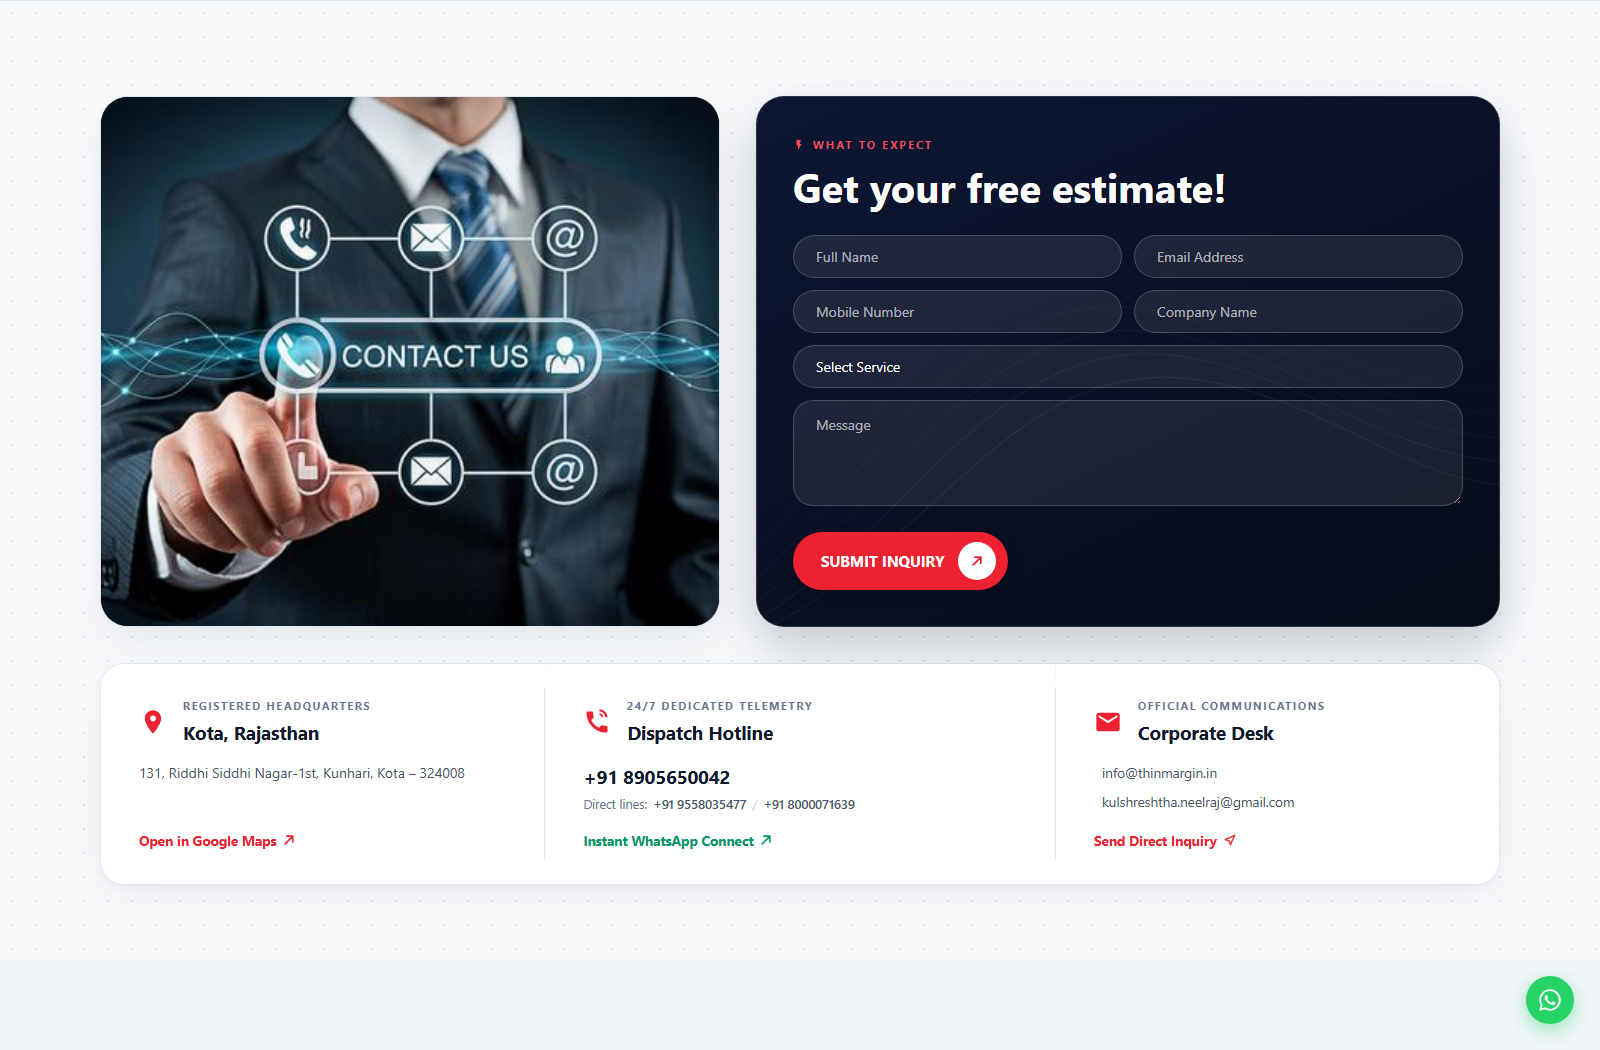 CONTACT US
@
@
WHAT TO EXPECT
Get your free estimate!
Full Name
Email Address
Mobile Number
Company Name
Select Service
Message
SUBMIT INQUIRY
REGISTERED HEADQUARTERS
Kota, Rajasthan
131, Riddhi Siddhi Nagar-1st, Kunhari, Kota – 324008
Open in Google Maps
24/7 DEDICATED TELEMETRY
Dispatch Hotline
+91 8905650042
Direct lines: +91 9558035477 / +91 8000071639
Instant WhatsApp Connect
OFFICIAL COMMUNICATIONS
Corporate Desk
info@thinmargin.in
kulshreshtha.neelraj@gmail.com
Send Direct Inquiry